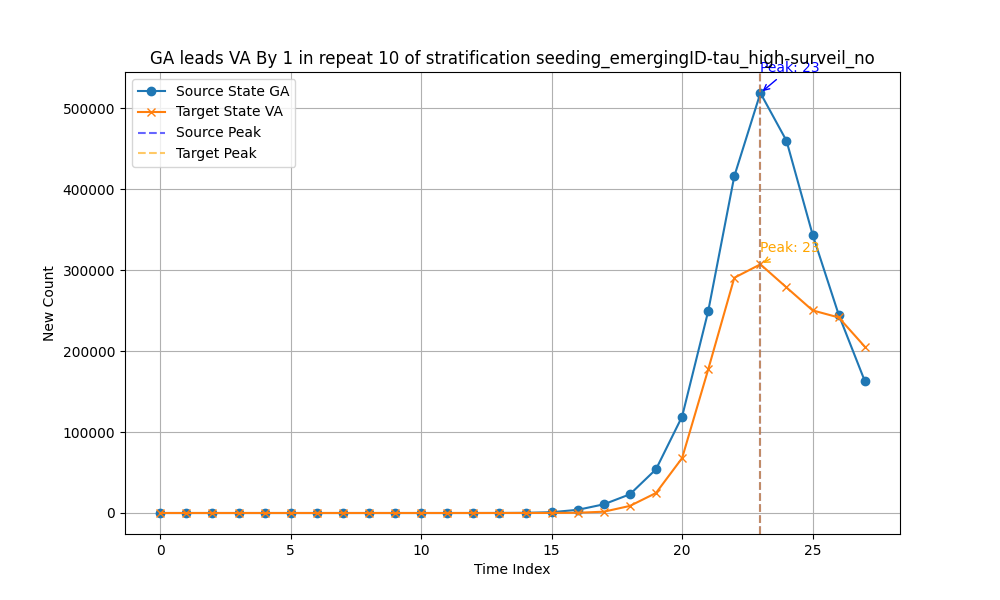 GA leads VA By 1 in repeat 10 of stratification seeding_emergingID-tau_high-surveil_no
Peak: 23
Source State GA
Target State VA
Source Peak
Target Peak
Peak: 23
500000
400000
300000
200000
100000
0
New Count
0 5 10 15 20 25
Time Index